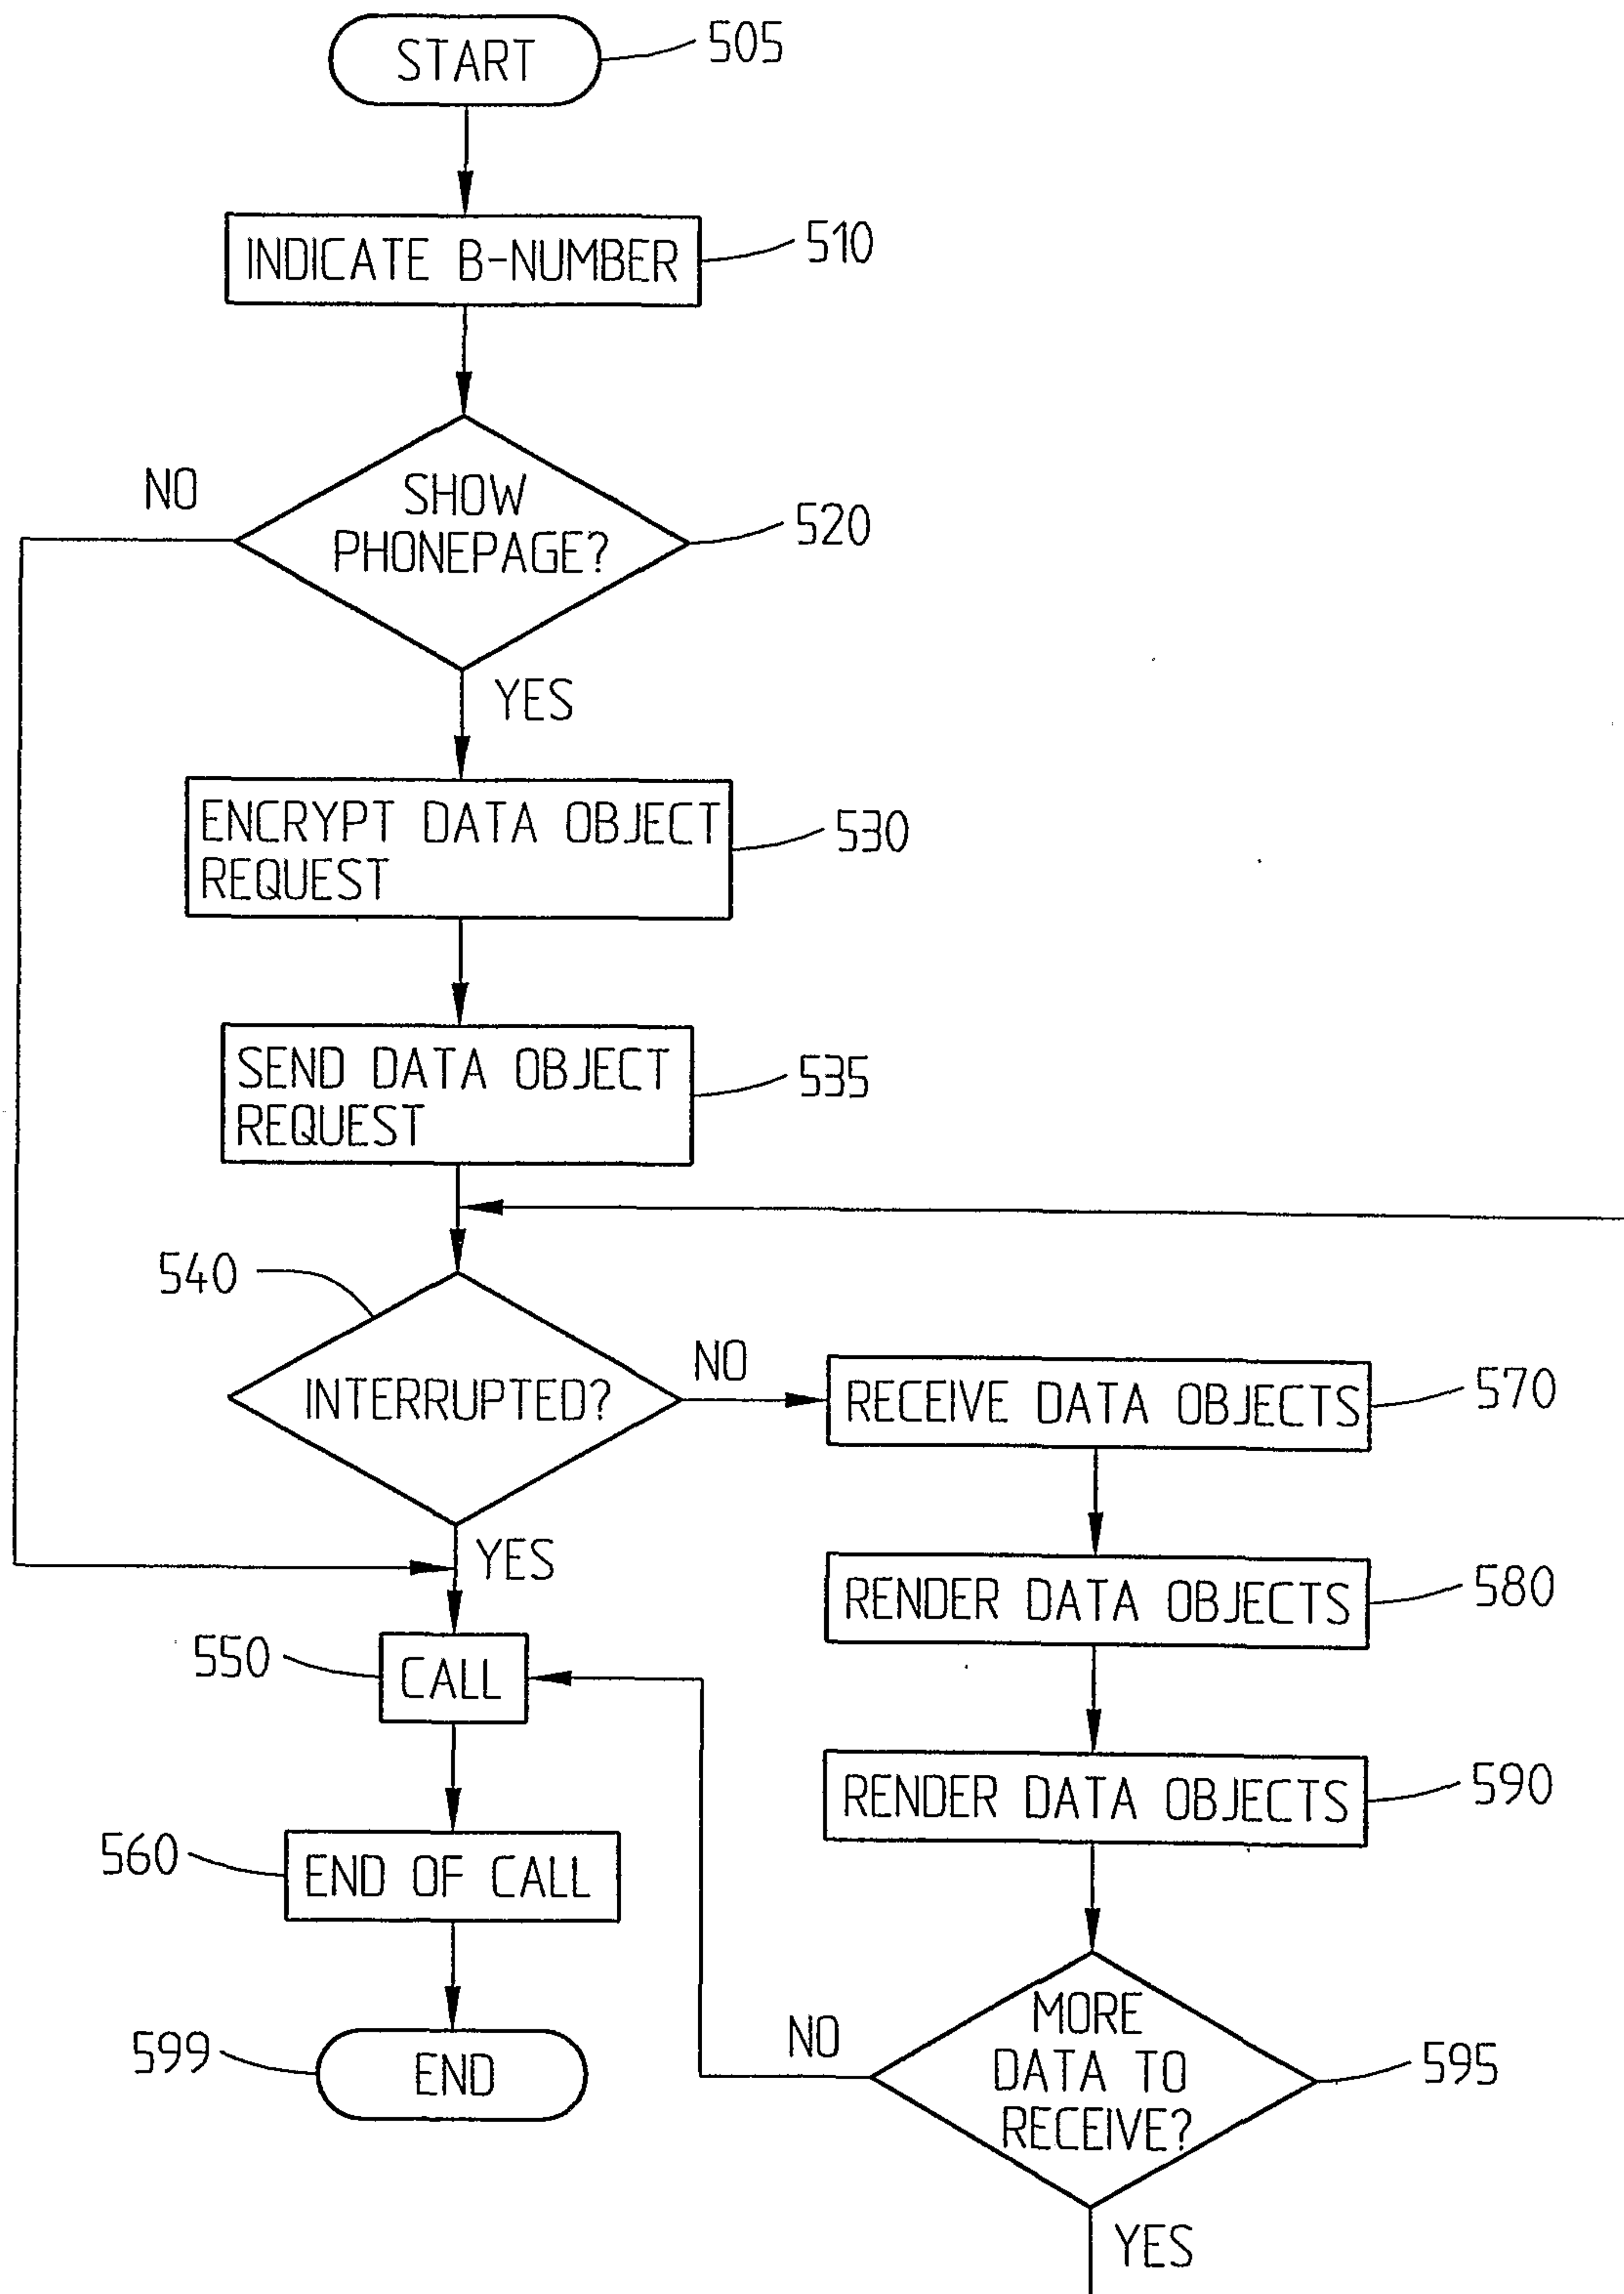 START
505
INDICATE B-NUMBER
510
NO
SHOW
PHONEPAGE?
520
YES
ENCRYPT DATA OBJECT
REQUEST
530
SEND DATA OBJECT
REQUEST
535
540
INTERRUPTED?
NO
RECEIVE DATA OBJECTS
570
YES
RENDER DATA OBJECTS
580
550
CALL
RENDER DATA OBJECTS
590
560
END OF CALL
599
END
NO
MORE
DATA TO
RECEIVE?
595
YES